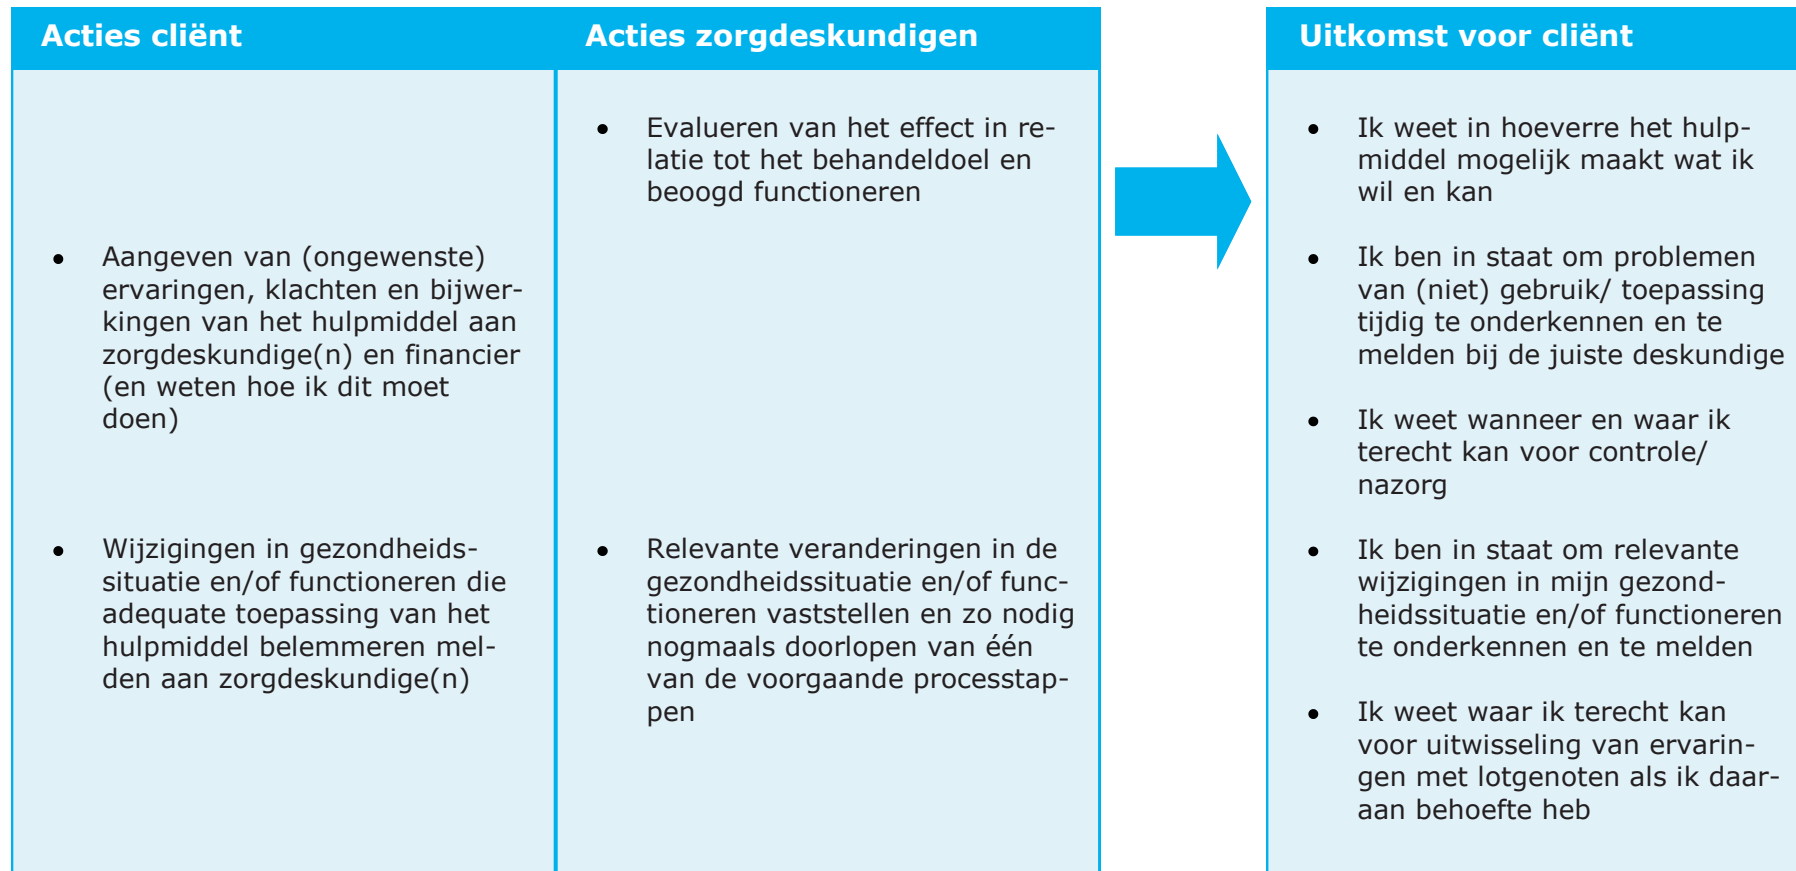 Acties cliënt
Acties zorgdeskundigen
Uitkomst voor cliënt
• Aangeven van (ongewenste)
ervaringen, klachten en bijwer-
kingen van het hulpmiddel aan
zorgdeskundige(n) en financier
(en weten hoe ik dit moet
doen)
• Wijzigingen in gezondheids-
situatie en/of functioneren die
adequate toepassing van het
hulpmiddel belemmeren mel-
den aan zorgdeskundige(n)
• Evalueren van het effect in re-
latie tot het behandeldoel en
beoogd functioneren
• Relevante veranderingen in de
gezondheidssituatie en/of func-
tioneren vaststellen en zo nodig
nogmaals doorlopen van één
van de voorgaande processtap-
pen
• Ik weet in hoeverre het hulp-
middel mogelijk maakt wat ik
wil en kan
• Ik ben in staat om problemen
van (niet) gebruik/ toepassing
tijdig te onderkennen en te
melden bij de juiste deskundige
• Ik weet wanneer en waar ik
terecht kan voor controle/
nazorg
• Ik ben in staat om relevante
wijzigingen in mijn gezond-
heidssituatie en/of functioneren
te onderkennen en te melden
• Ik weet waar ik terecht kan
voor uitwisseling van ervarin-
gen met lotgenoten als ik daar-
aan behoefte heb